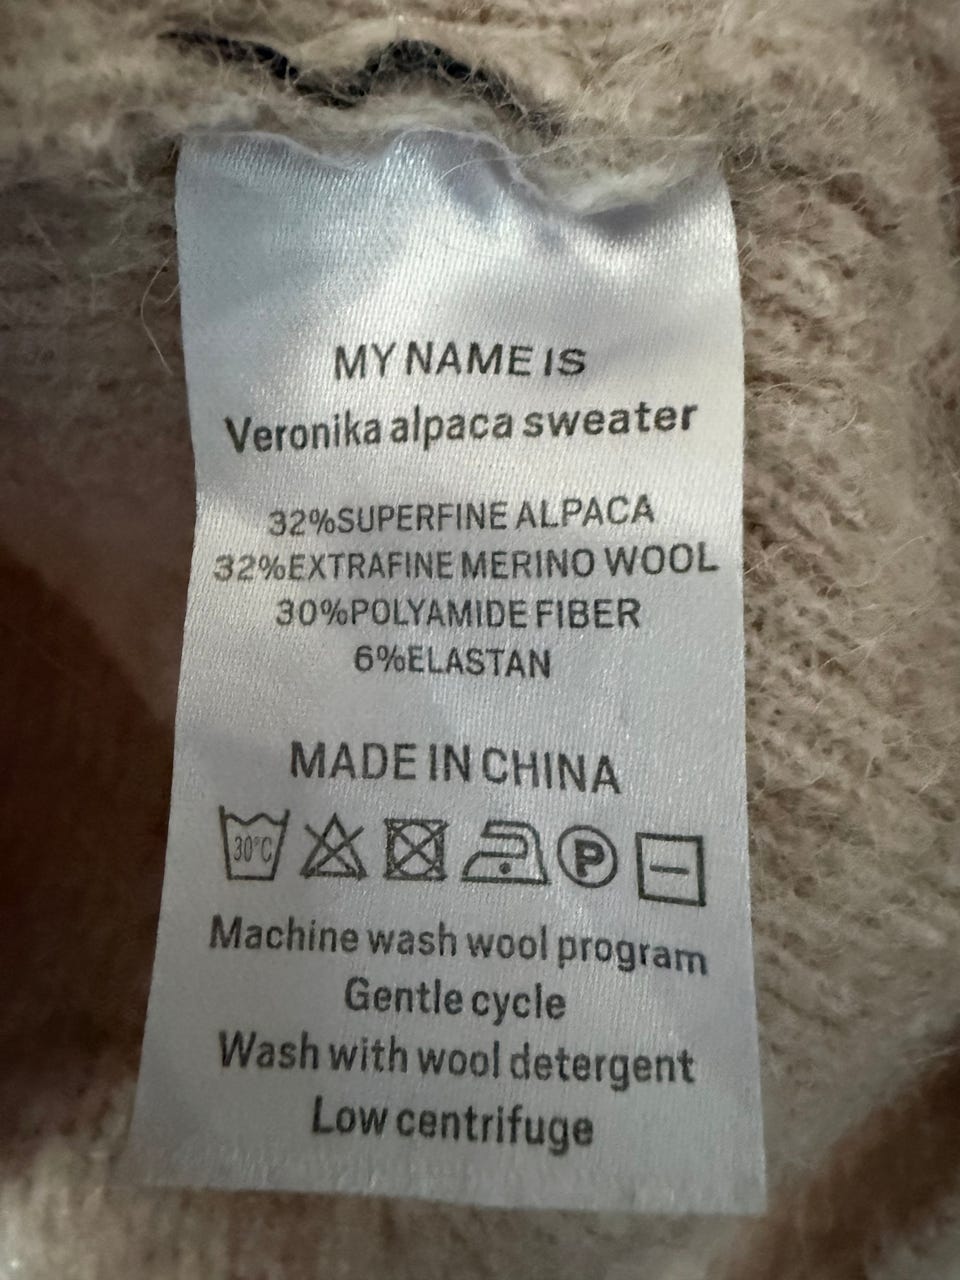 MY NAME IS
Veronika alpaca sweater
32%SUPERFINE ALPACA
32%EXTRAFINE MERINO WOOL
30%POLYAMIDE FIBER
6%ELASTAN
MADE IN CHINA
30°C P
Machine wash wool program
Gentle cycle
Wash with wool detergent
Low centrifuge